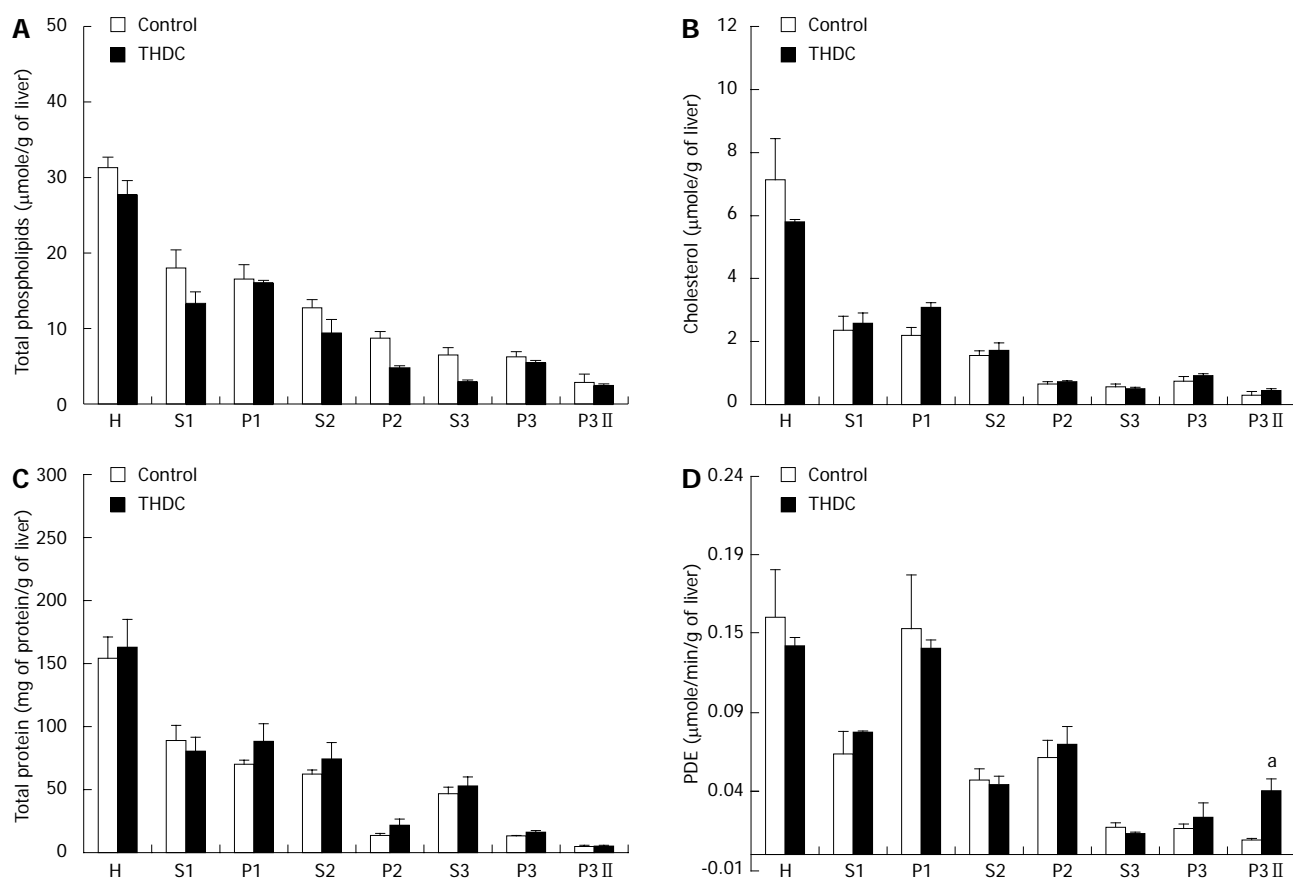 A
Control
THDC
Total phospholipids (μmole/g of liver)
50
40
30
20
10
0
H S1 P1 S2 P2 S3 P3 P3 II
B
Control
THDC
Cholesterol (μmole/g of liver)
12
10
8
6
4
2
0
H S1 P1 S2 P2 S3 P3 P3 II
C
Control
THDC
Total protein (mg of protein/g of liver)
300
250
200
150
100
50
0
H S1 P1 S2 P2 S3 P3 P3 II
D
Control
THDC
PDE (μmole/min/g of liver)
0.24
0.19
0.15
0.09
0.04
-0.01
a
H S1 P1 S2 P2 S3 P3 P3 II